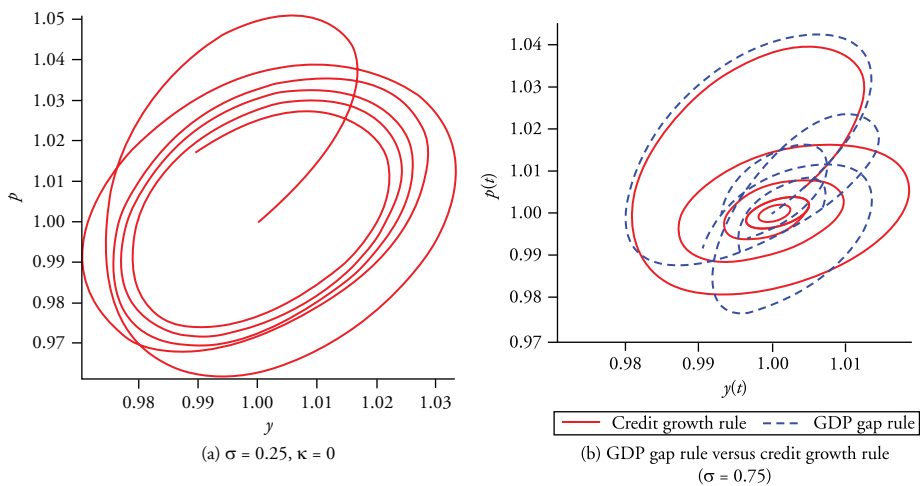 1.05
1.04
1.03
1.02
1.01
1.00
0.99
0.98
0.97
p
0.98 0.99 1.00 1.01 1.02 1.03
y
(a) σ = 0.25, κ = 0
1.04
1.03
1.02
1.01
1.00
0.99
0.98
0.97
p(t)
0.98 0.99 1.00 1.01
y(t)
Credit growth rule GDP gap rule
(b) GDP gap rule versus credit growth rule
(σ = 0.75)